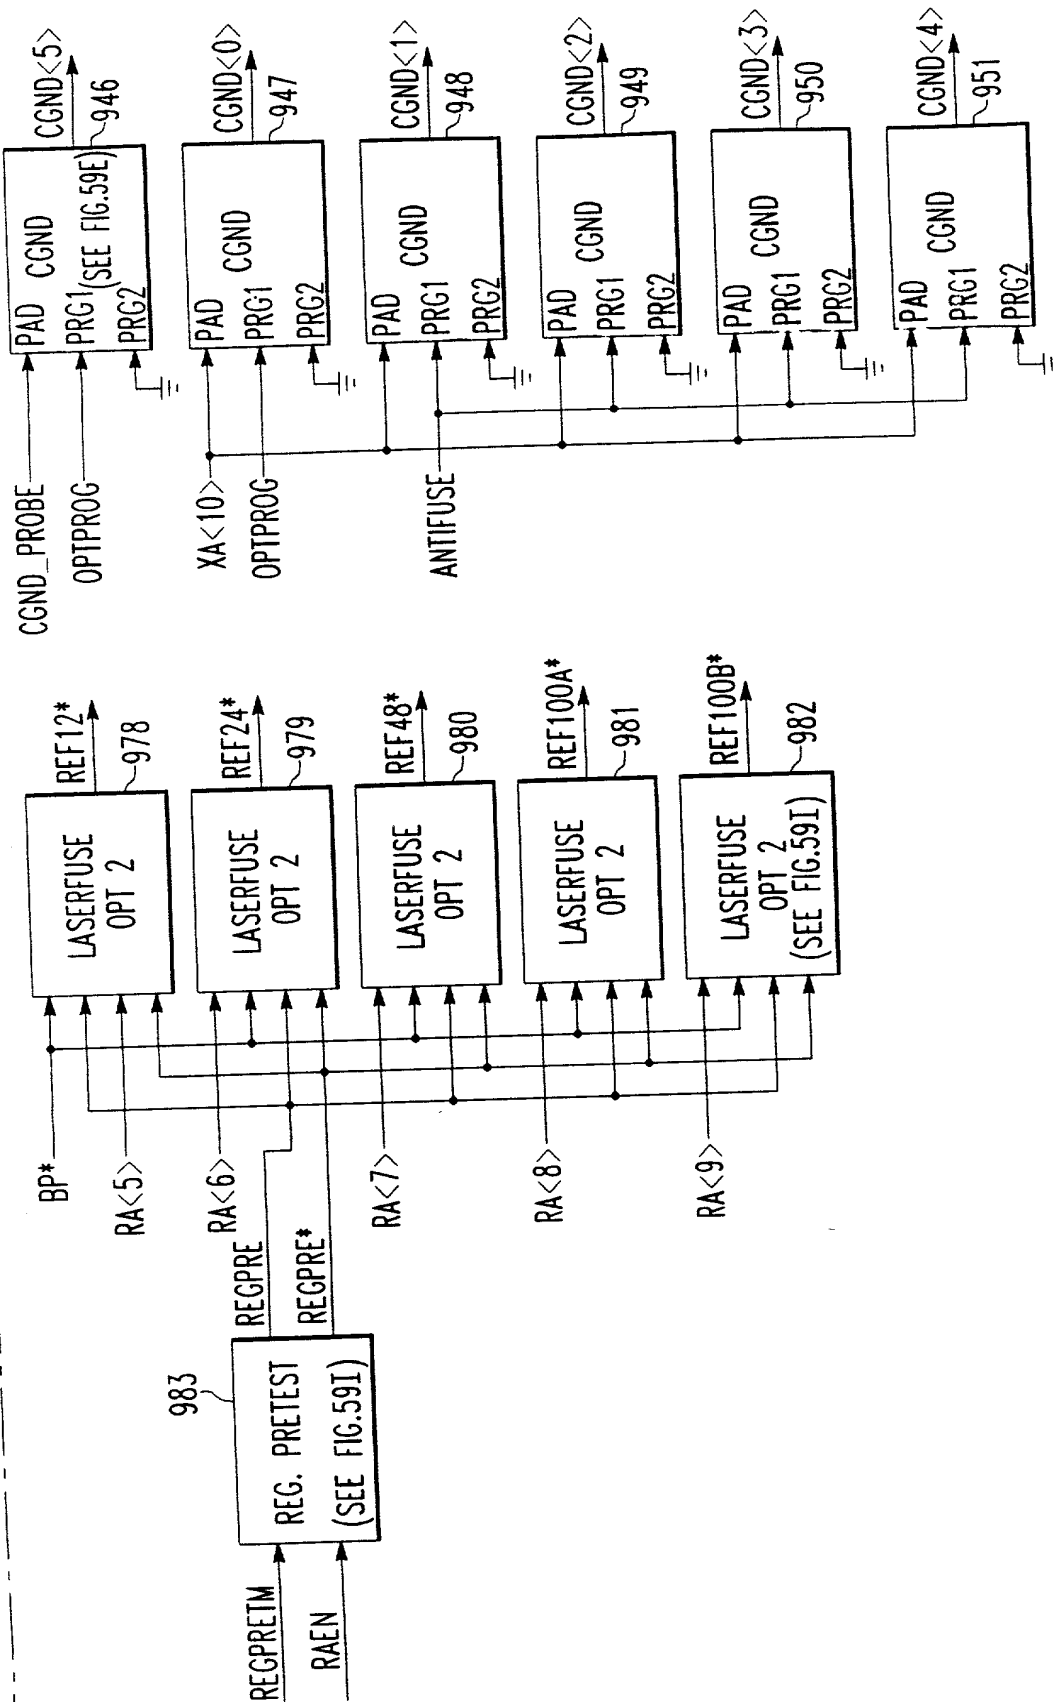 REGPRETM
RAEN
REG. PRETEST
(SEE FIG.59I)
983
REGPRE
REGPRE*
BP*
RA<5>
RA<6>
RA<7>
RA<8>
RA<9>
LASERFUSE
OPT 2
REF12*
978
LASERFUSE
OPT 2
REF24*
979
LASERFUSE
OPT 2
REF48*
980
LASERFUSE
OPT 2
REF100A*
981
LASERFUSE
OPT 2
(SEE FIG.59I)
REF100B*
982
CGND_PROBE
OPTPROG
PAD
PRG1
PRG2
CGND
(SEE FIG.59E)
CGND<5>
946
XA<10>
OPTPROG
PAD
PRG1
PRG2
CGND
CGND<0>
947
ANTIFUSE
PAD
PRG1
PRG2
CGND
CGND<1>
948
PAD
PRG1
PRG2
CGND
CGND<2>
949
PAD
PRG1
PRG2
CGND
CGND<3>
950
PAD
PRG1
PRG2
CGND
CGND<4>
951